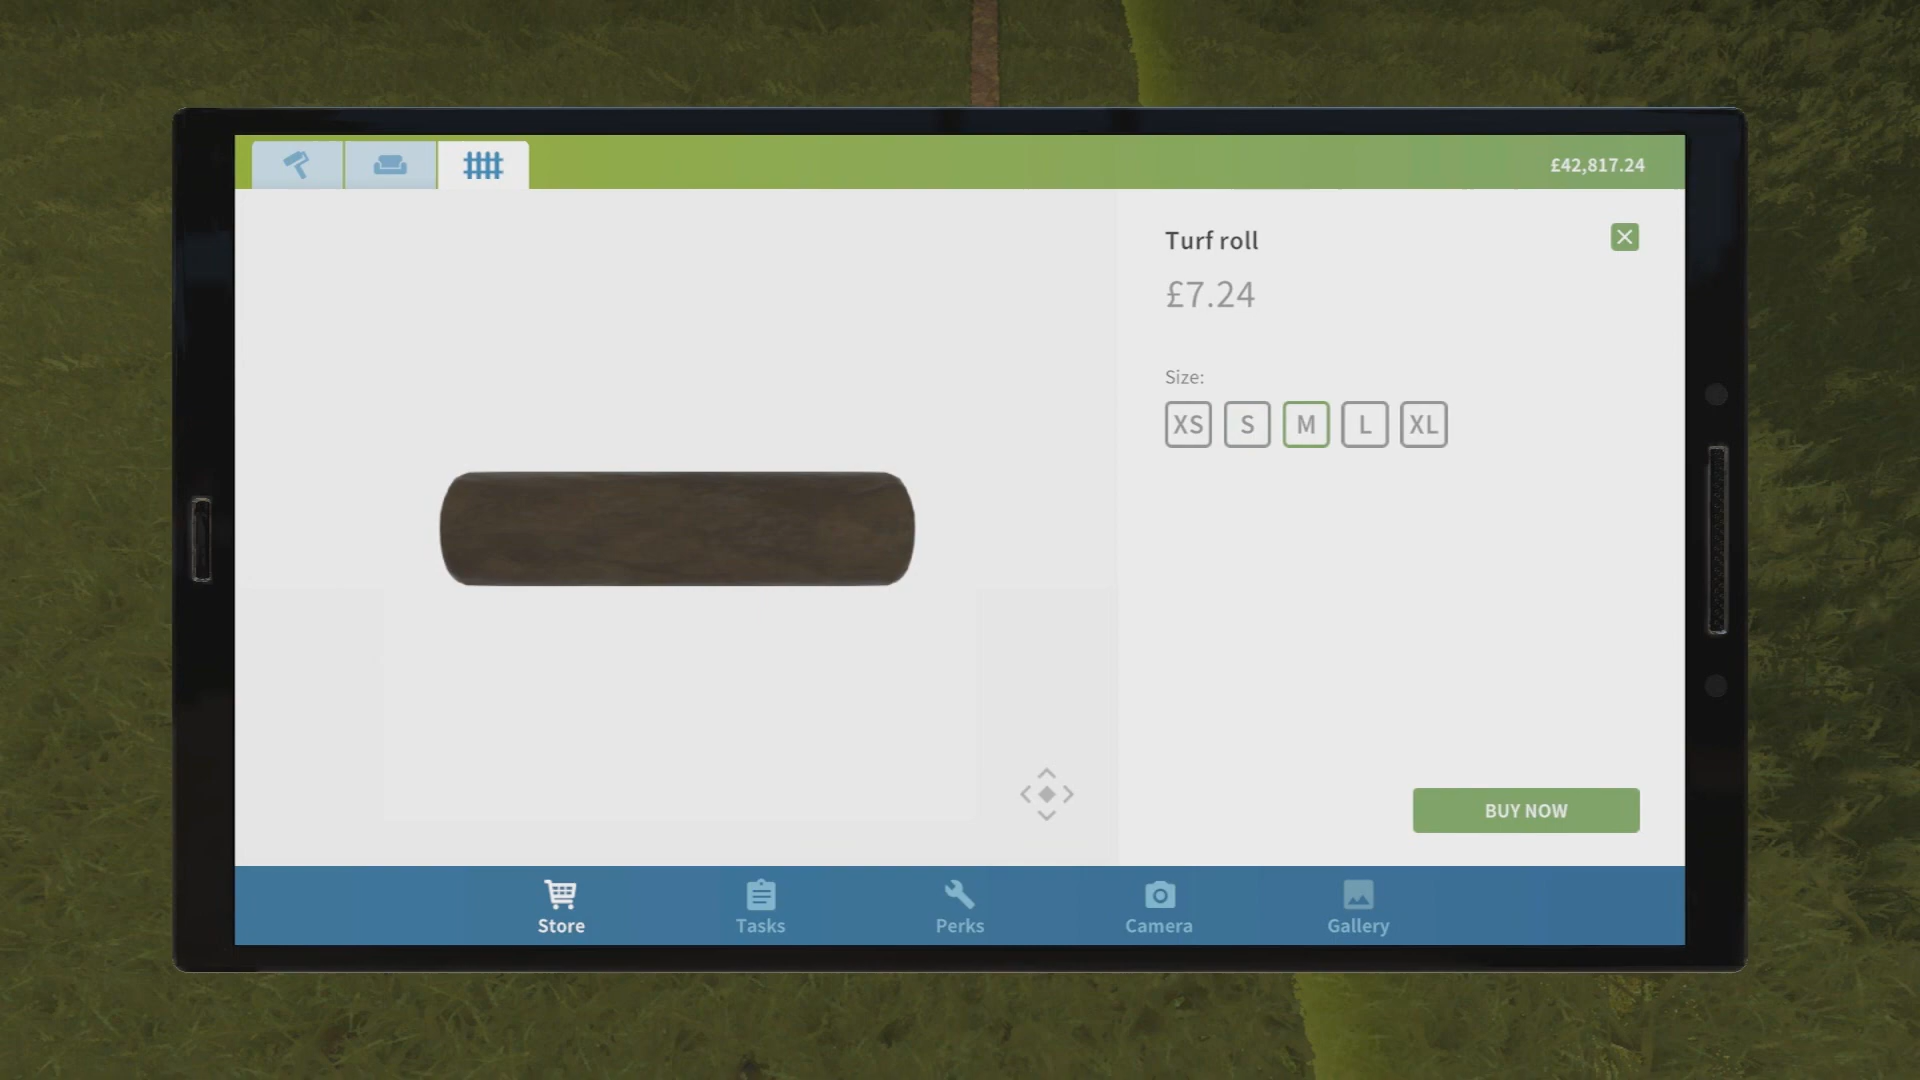 £42,817.24
Turf roll
£7.24
Size:
XS S M L XL
BUY NOW
Store Tasks Perks Camera Gallery